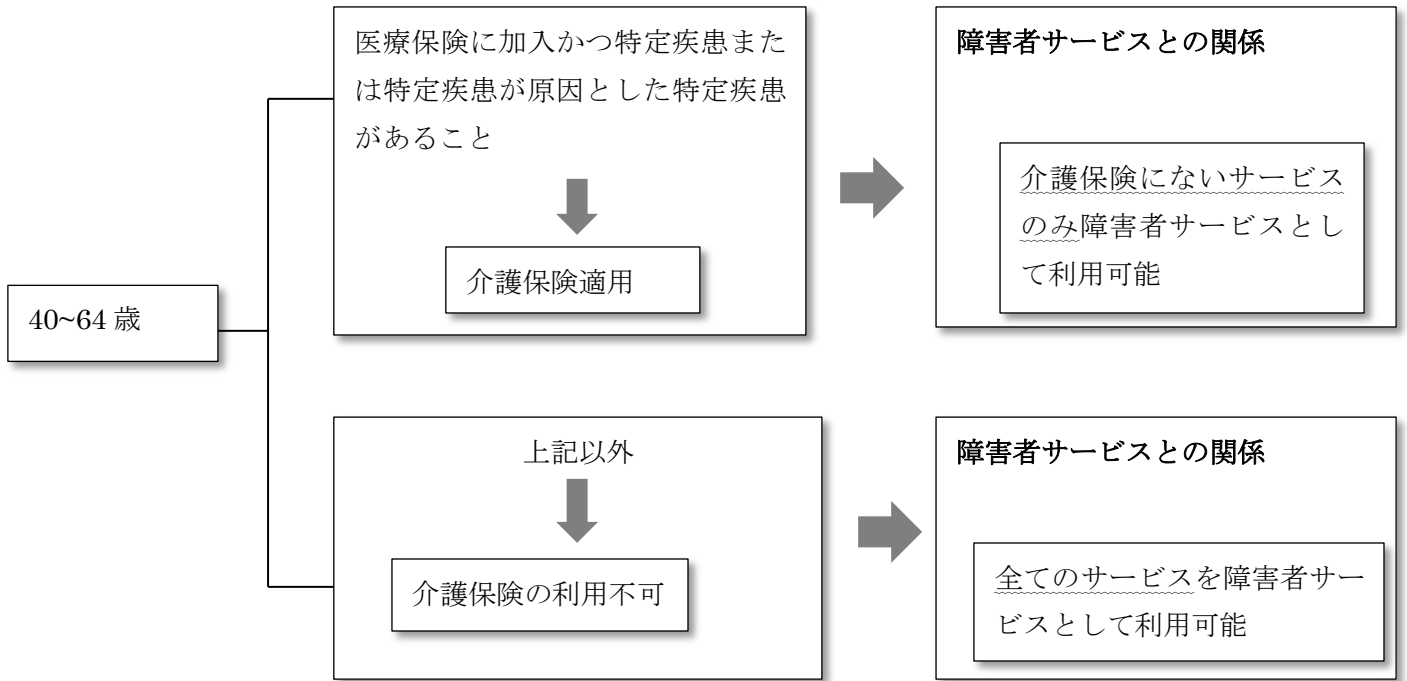 40~64 歳
医療保険に加入かつ特定疾患また
は特定疾患が原因とした特定疾患
があること
介護保険適用
障害者サービスとの関係
介護保険にないサービス
のみ障害者サービスとし
て利用可能
上記以外
介護保険の利用不可
障害者サービスとの関係
全てのサービスを障害者サー
ビスとして利用可能